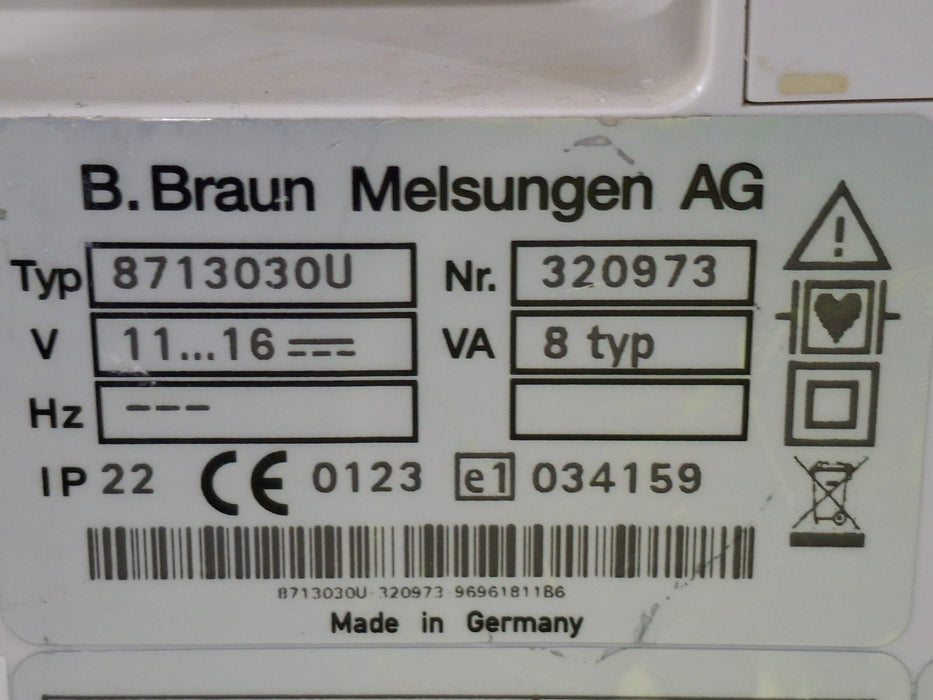 B. Braun Melsungen AG
Typ 8713030U Nr. 320973
V 11...16 VA 8 typ
Hz ---
IP 22 CE 0123 e1 034159
8713030U-320973-96961811B6
Made in Germany